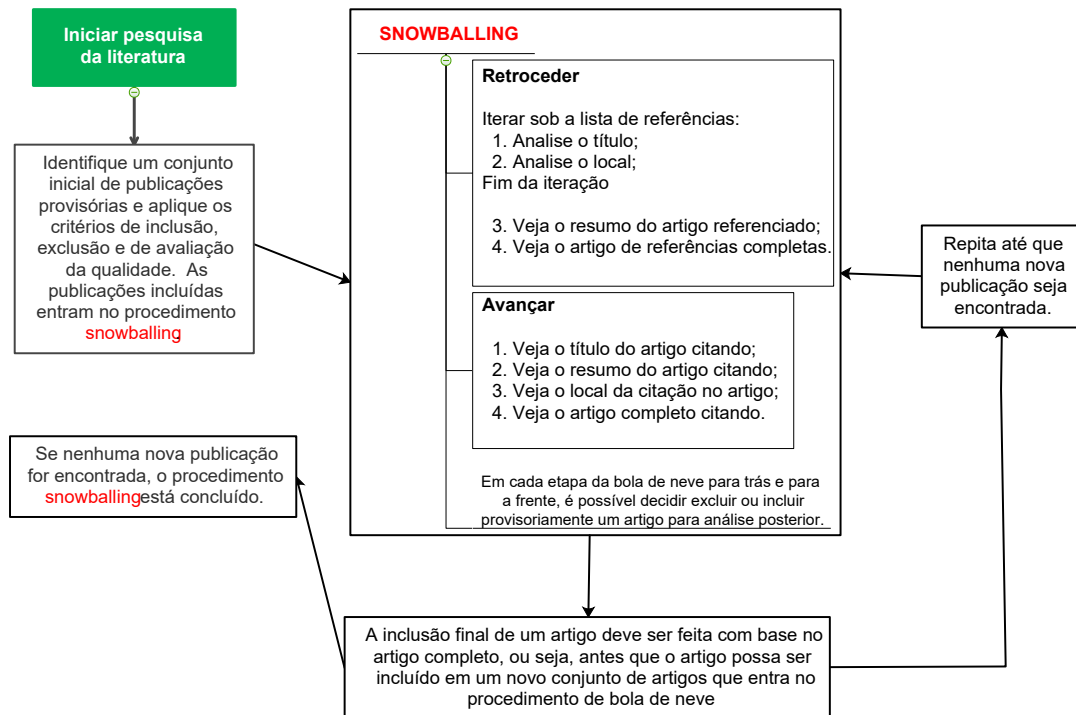 Iniciar pesquisa
da literatura
Identifique um conjunto
inicial de publicações
provisórias e aplique os
critérios de inclusão,
exclusão e de avaliação
da qualidade. As
publicações incluídas
entram no procedimento
snowballing
SNOWBALLING
Retroceder
Iterar sob a lista de referências:
1. Analise o título;
2. Analise o local;
Fim da iteração
3. Veja o resumo do artigo referenciado;
4. Veja o artigo de referências completas.
Avançar
1. Veja o título do artigo citando;
2. Veja o resumo do artigo citando;
3. Veja o local da citação no artigo;
4. Veja o artigo completo citando.
Em cada etapa da bola de neve para trás e para
a frente, é possível decidir excluir ou incluir
provisoriamente um artigo para análise posterior.
Repita até que
nenhuma nova
publicação seja
encontrada.
Se nenhuma nova publicação
for encontrada, o procedimento
snowballing está concluído.
A inclusão final de um artigo deve ser feita com base no
artigo completo, ou seja, antes que o artigo possa ser
incluído em um novo conjunto de artigos que entra no
procedimento de bola de neve